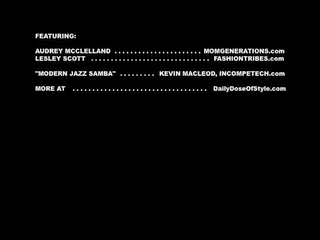 FEATURING:
AUDREY MCCLELLAND ...................... MOMGENERATIONS.com
LESLEY SCOTT .............................. FASHIONTRIBES.com
"MODERN JAZZ SAMBA" ......... KEVIN MACLEOD, INCOMPETECH.com
MORE AT .................................. DailyDoseOfStyle.com